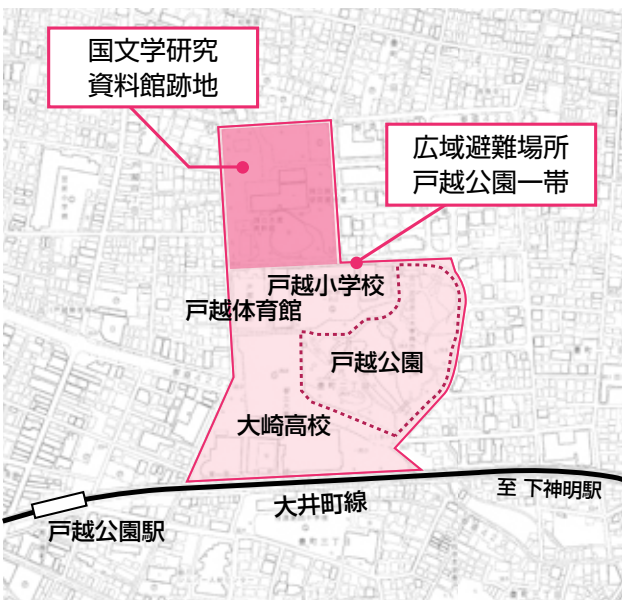 国文学研究
資料館跡地
広域避難場所
戸越公園一帯
戸越小学校
戸越体育館
戸越公園
大崎高校
大井町線
至 下神明駅
戸越公園駅